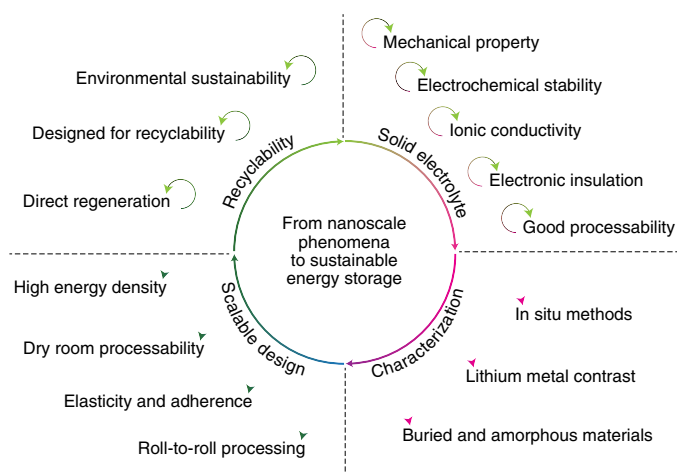 Mechanical property
Environmental sustainability
Electrochemical stability
Designed for recyclability
Ionic conductivity
Recyclability
Solid electrolyte
Direct regeneration
Electronic insulation
Good processability
From nanoscale
phenomena
to sustainable
energy storage
High energy density
Scalable design
Characterization
In situ methods
Dry room processability
Lithium metal contrast
Elasticity and adherence
Buried and amorphous materials
Roll-to-roll processing